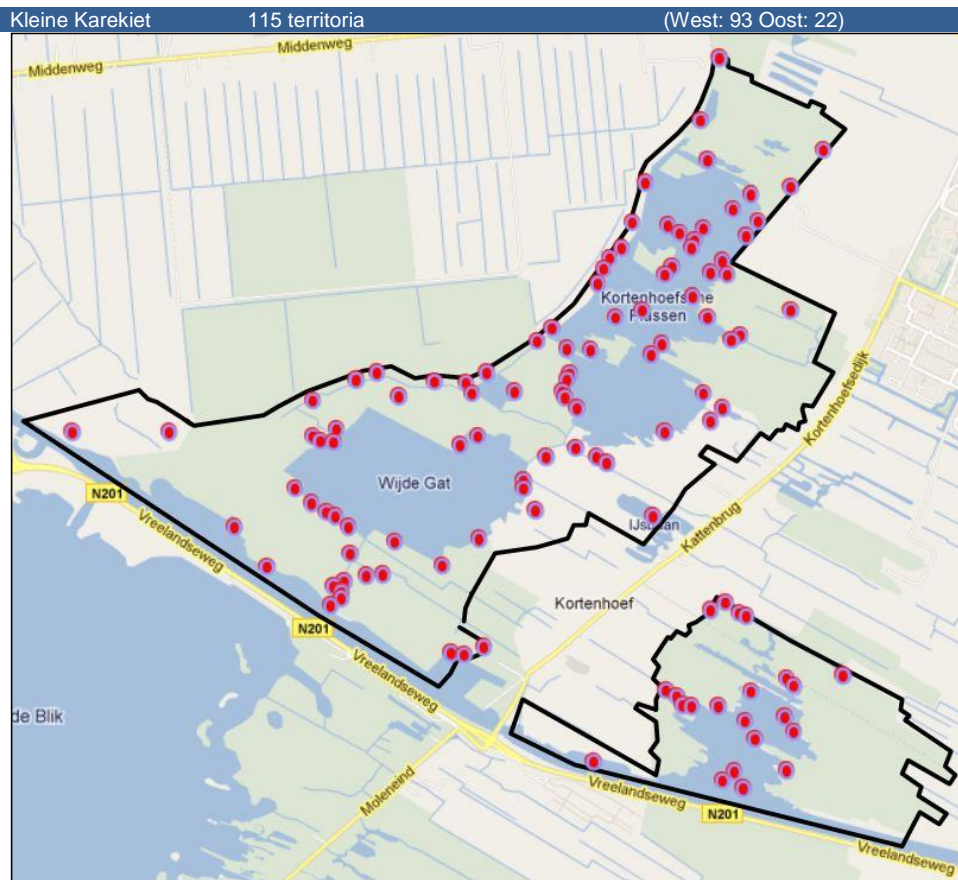 Kleine Karekiet 115 territoria (West: 93 Oost: 22)
Middenweg
Middenweg
Kortenhoefsche
Plassen
Kortenhoefsedijk
Wijde Gat
N201
Vreelandseweg
IJsbaan
Kattenbrug
Kortenhoef
N201
Vreelandseweg
de Blik
Moleneind
Vreelandseweg
N201
Vreelandseweg